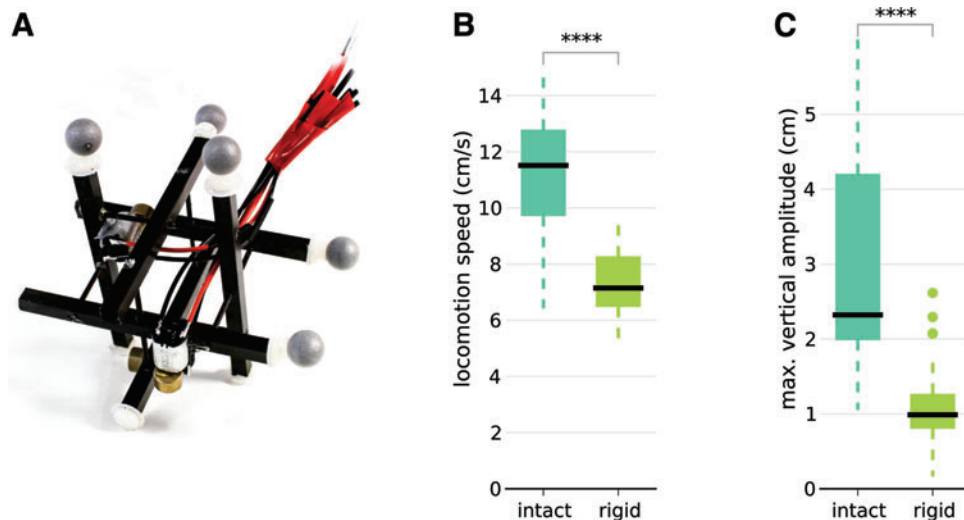 A
B
****
locomotion speed (cm/s)
14
12
10
8
6
4
2
0
intact rigid
C
****
max. vertical amplitude (cm)
5
4
3
2
1
0
intact rigid